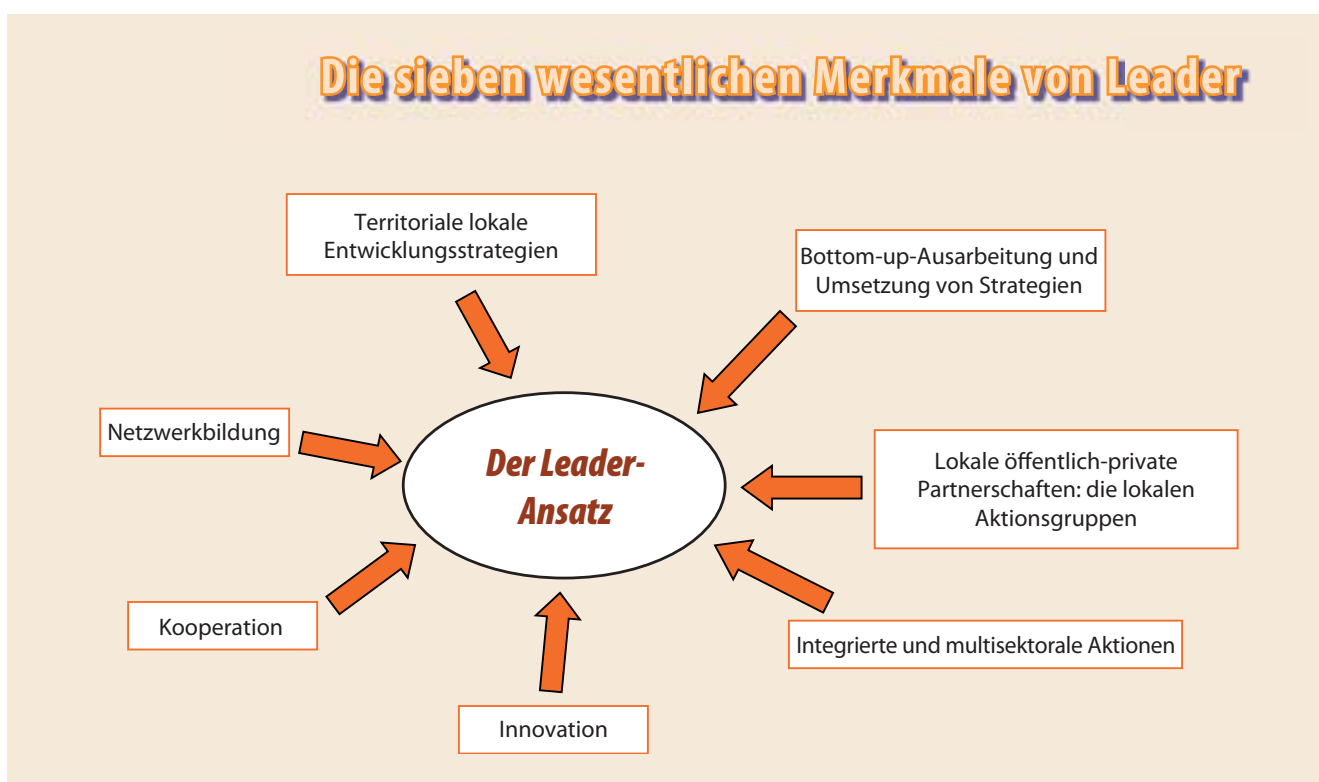 Die sieben wesentlichen Merkmale von Leader
Territoriale lokale
Entwicklungsstrategien
Bottom-up-Ausarbeitung und
Umsetzung von Strategien
Netzwerkbildung
Der Leader-
Ansatz
Lokale öffentlich-private
Partnerschaften: die lokalen
Aktionsgruppen
Kooperation
Integrierte und multisektorale Aktionen
Innovation